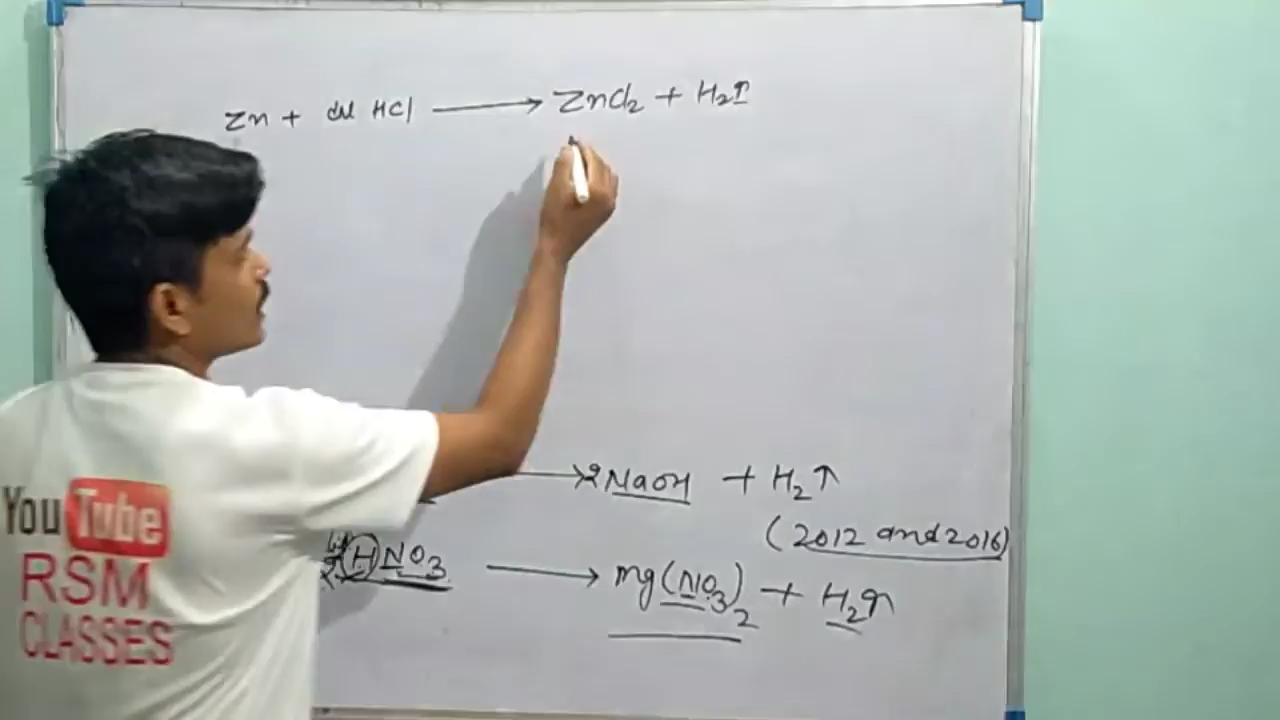 Zn + dil HCl ⟶ ZnCl₂ + H₂↑
⟶ 2NaOH + H₂↑
(2012 and 2016)
HNO₃ ⟶ mg(NO₃)₂ + H₂↑
You Tube
RSM
CLASSES